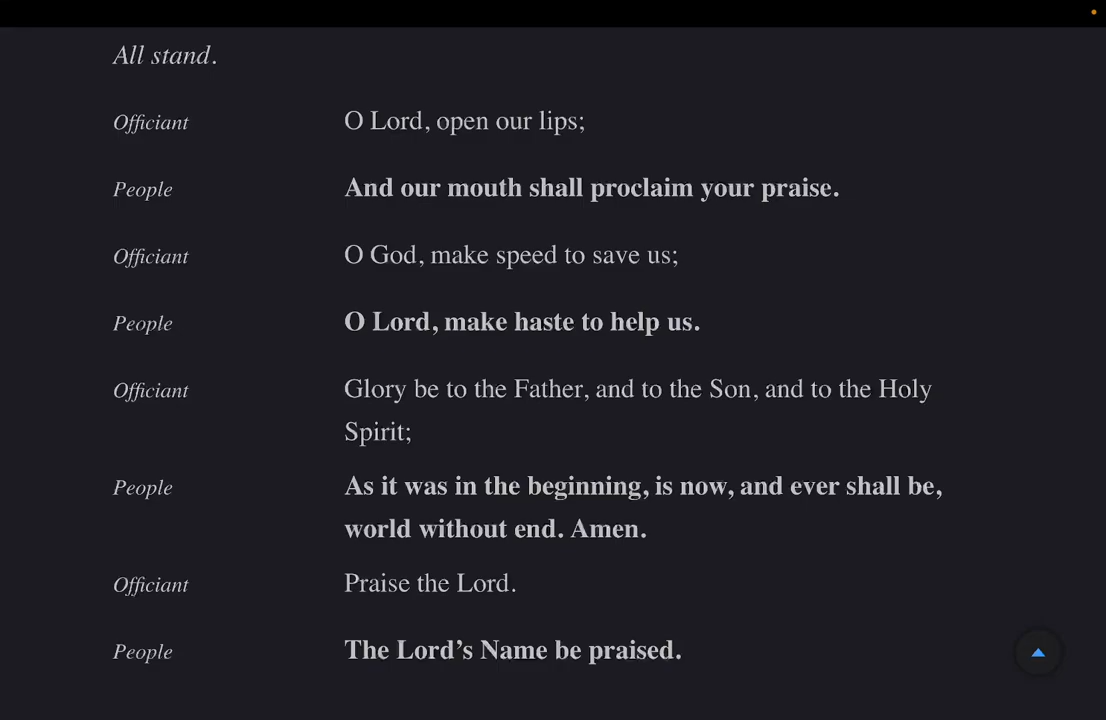 All stand.
Officiant O Lord, open our lips;
People And our mouth shall proclaim your praise.
Officiant O God, make speed to save us;
People O Lord, make haste to help us.
Officiant Glory be to the Father, and to the Son, and to the Holy
Spirit;
People As it was in the beginning, is now, and ever shall be,
world without end. Amen.
Officiant Praise the Lord.
People The Lord’s Name be praised.